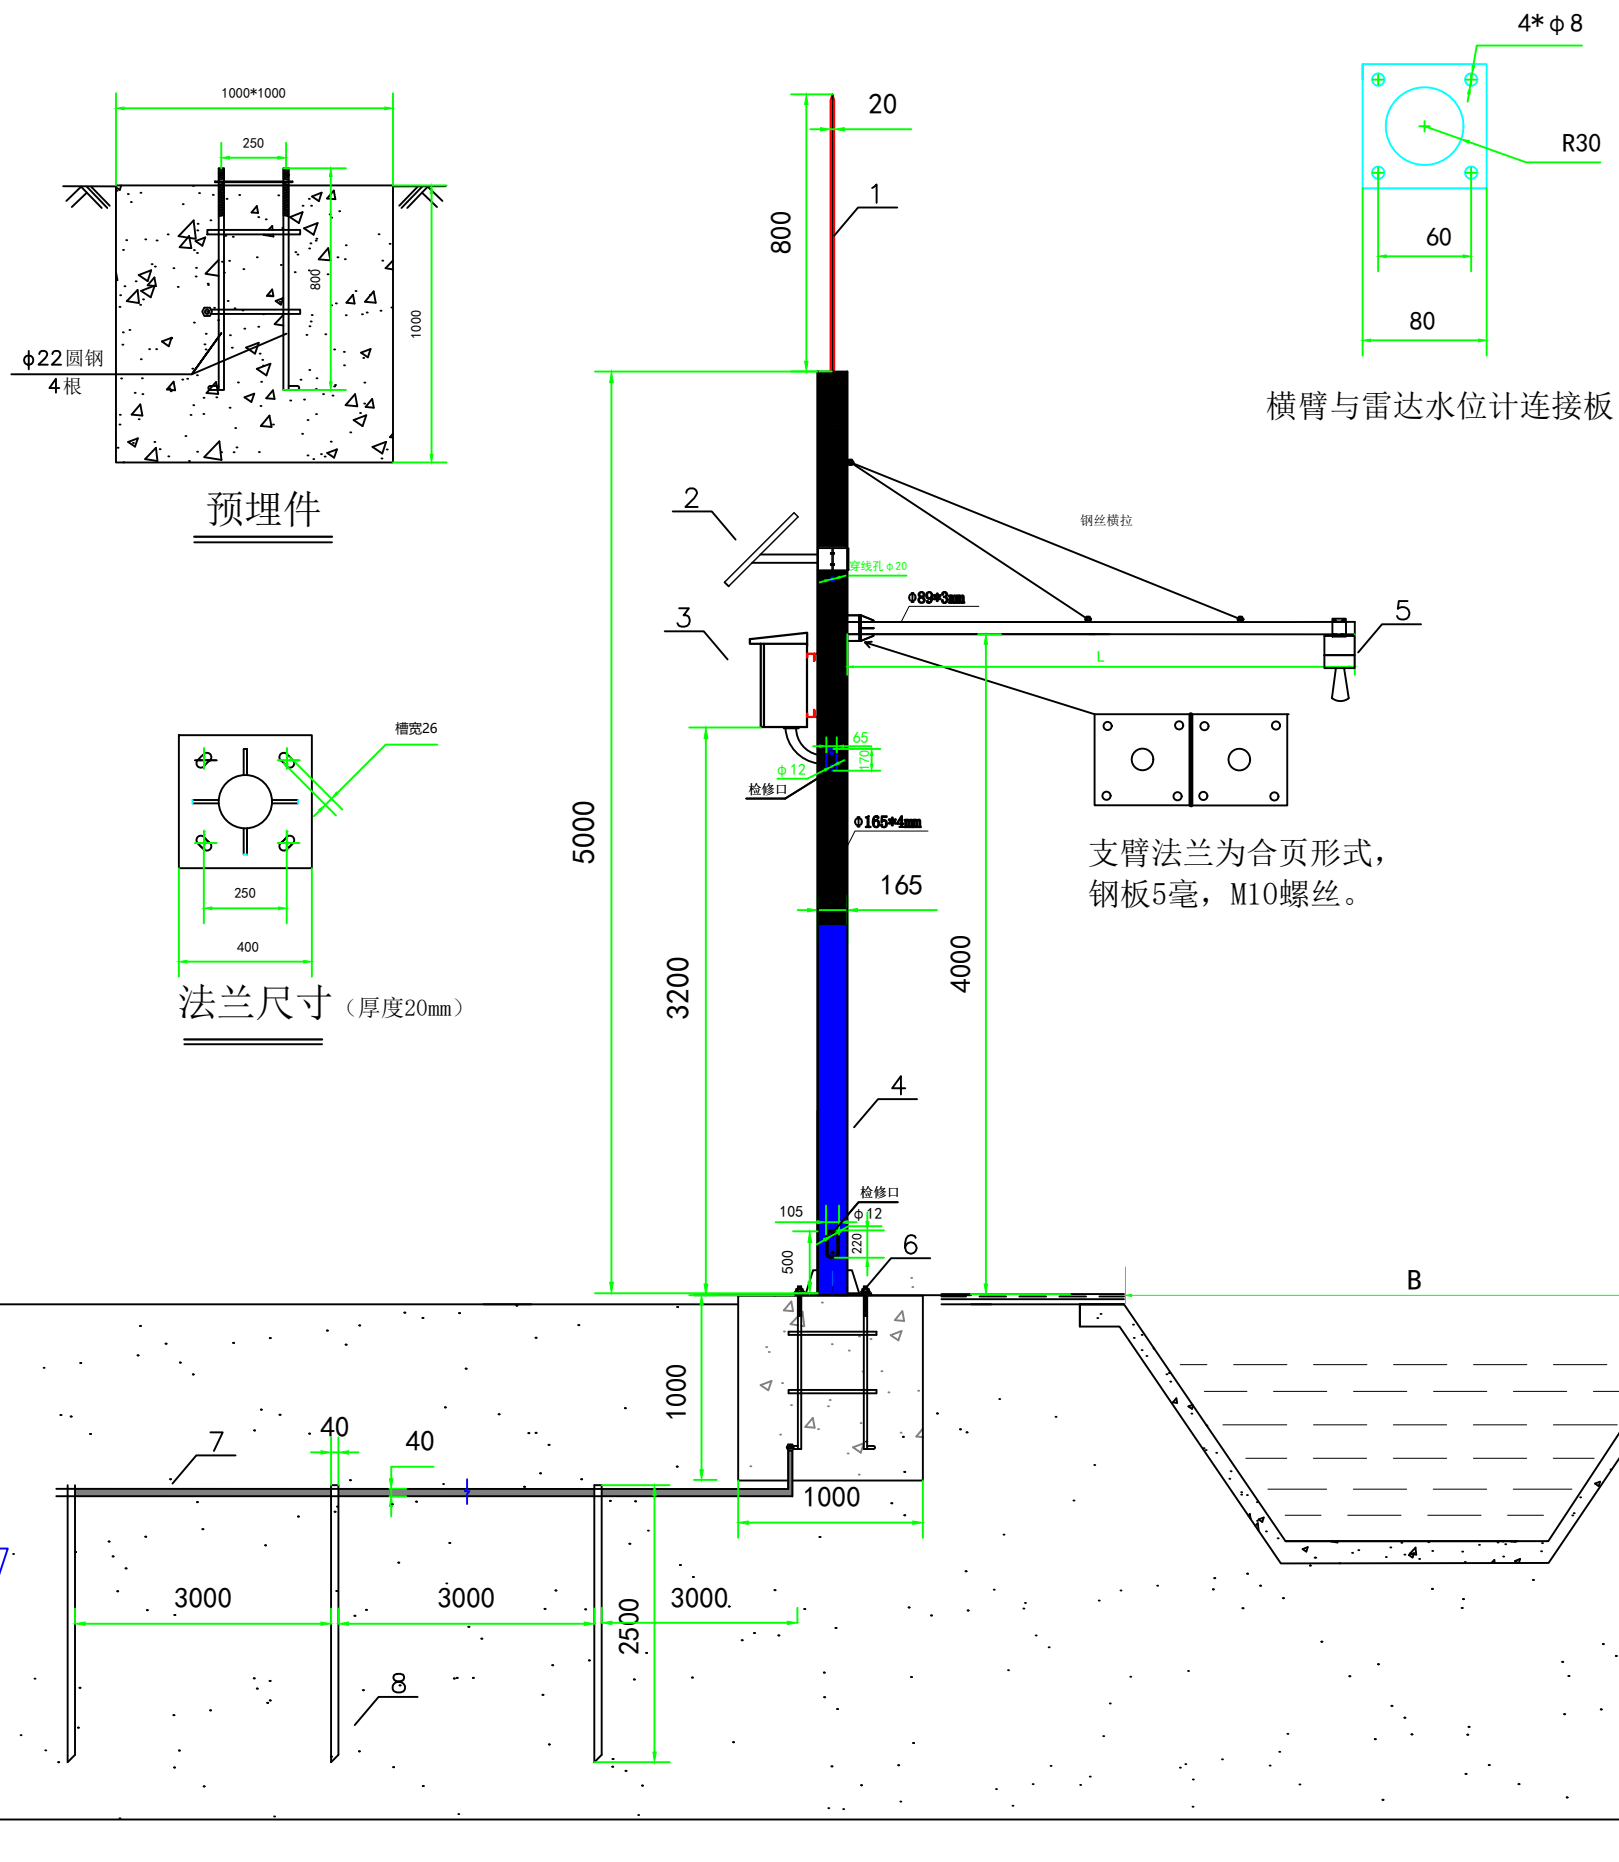 1000*1000
250
800
1000
ф22圆钢
4根
预埋件
槽宽26
250
400
法兰尺寸（厚度20mm）
20
1
800
2
3
5000
3200
钢丝横拉
穿线孔ф20
Φ89*3mm
5
L
65
170
ф12
检修口
Φ165*4mm
165
4000
4
检修口
105
ф12
500
220
6
4*ф8
R30
60
80
横臂与雷达水位计连接板
支臂法兰为合页形式，
钢板5毫，M10螺丝。
B
1000
1000
7
40
40
3000
3000
3000
2500
8